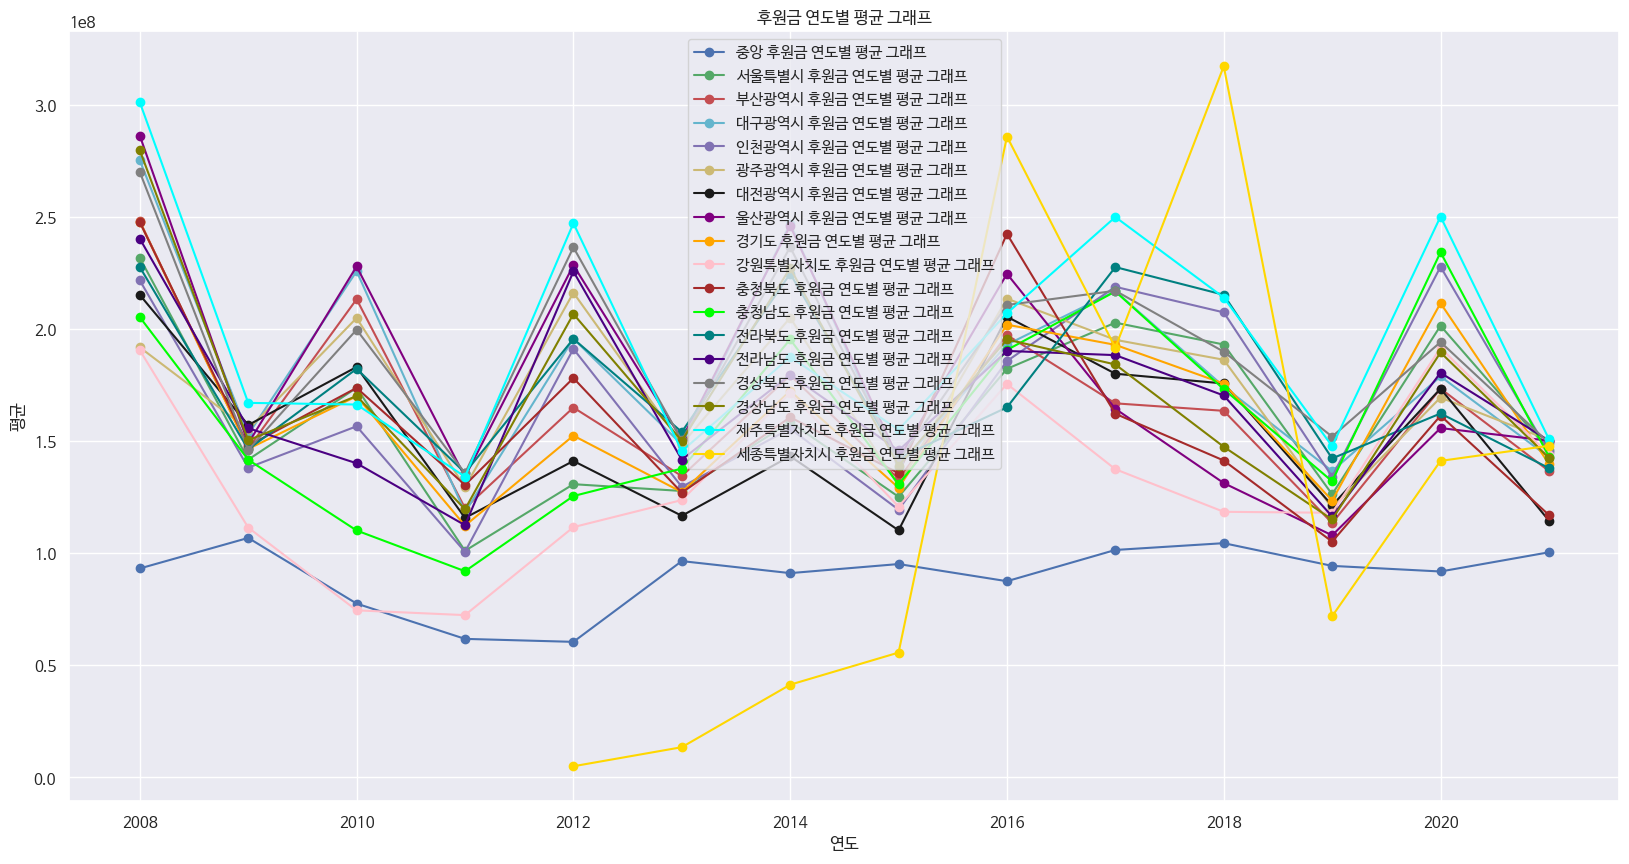 후원금 연도별 평균 그래프
1e8
중앙 후원금 연도별 평균 그래프
서울특별시 후원금 연도별 평균 그래프
부산광역시 후원금 연도별 평균 그래프
대구광역시 후원금 연도별 평균 그래프
인천광역시 후원금 연도별 평균 그래프
광주광역시 후원금 연도별 평균 그래프
대전광역시 후원금 연도별 평균 그래프
울산광역시 후원금 연도별 평균 그래프
경기도 후원금 연도별 평균 그래프
강원특별자치도 후원금 연도별 평균 그래프
충청북도 후원금 연도별 평균 그래프
충청남도 후원금 연도별 평균 그래프
전라북도 후원금 연도별 평균 그래프
전라남도 후원금 연도별 평균 그래프
경상북도 후원금 연도별 평균 그래프
경상남도 후원금 연도별 평균 그래프
제주특별자치도 후원금 연도별 평균 그래프
세종특별자치시 후원금 연도별 평균 그래프
3.0
2.5
2.0
1.5
1.0
0.5
0.0
평균
2008 2010 2012 2014 2016 2018 2020
연도